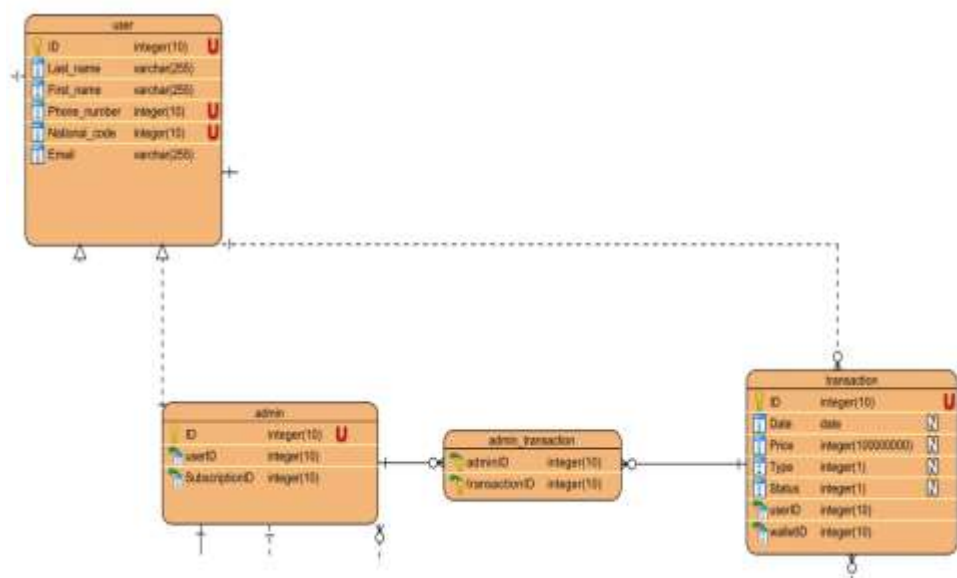 user
ID integer(10) U
Last_name varchar(255)
First_name varchar(255)
Phone_number integer(10) U
National_code integer(10) U
Email varchar(255)
admin
ID integer(10) U
userID integer(10)
SubscriptionID integer(10)
admin_transaction
adminID integer(10)
transactionID integer(10)
transaction
ID integer(10) U
Date date N
Price integer(100000000) N
Type integer(1) N
Status integer(1) N
userID integer(10)
walletID integer(10)